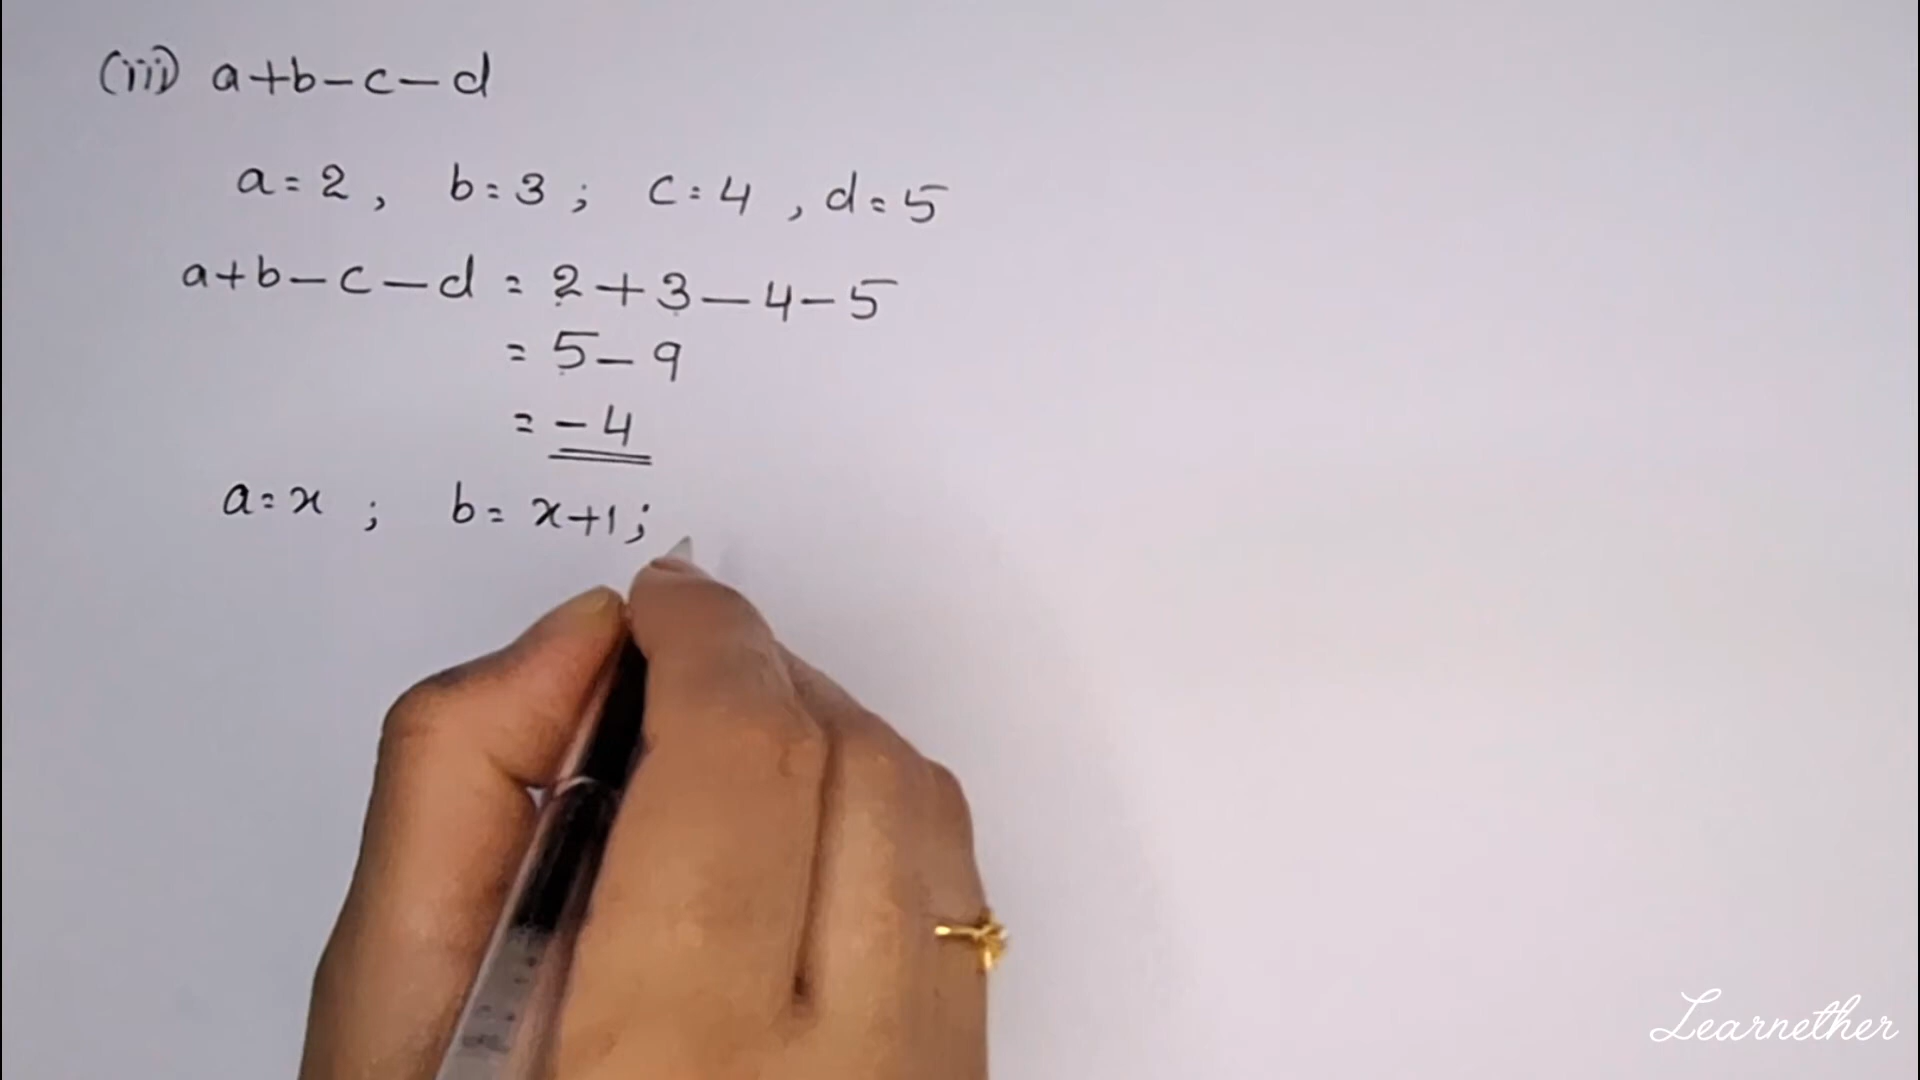 (iii) a+b-c-d
a=2, b=3; c=4, d=5
a+b-c-d = 2+3-4-5
= 5-9
= -4
a=x; b=x+1;
Learnether